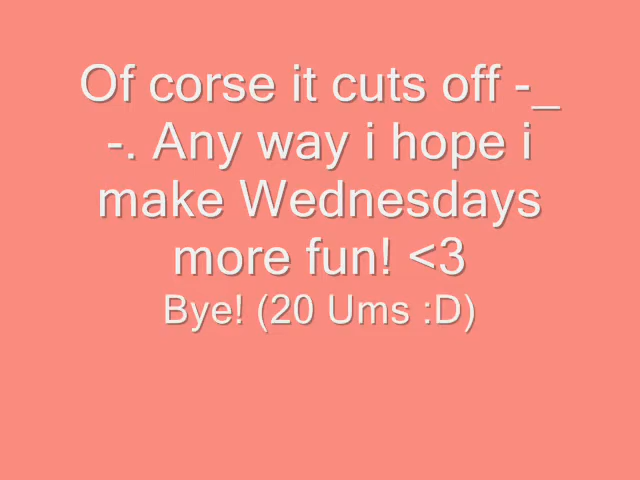 Of corse it cuts off -_
-. Any way i hope i
make Wednesdays
more fun! <3
Bye! (20 Ums :D)